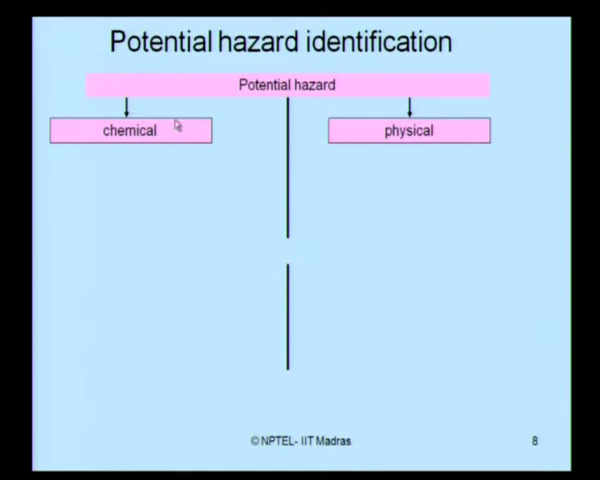 Potential hazard identification
Potential hazard
chemical
physical
© NPTEL- IIT Madras
8